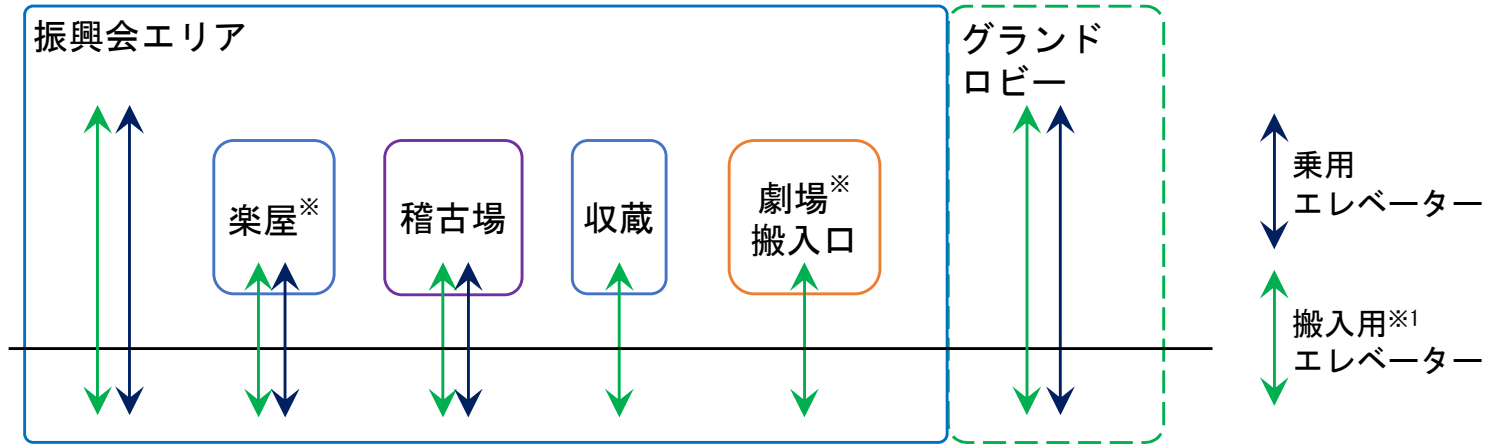 振興会エリア
グランド
ロビー
楽屋※
稽古場
収蔵
劇場※
搬入口
乗用
エレベーター
搬入用※1
エレベーター